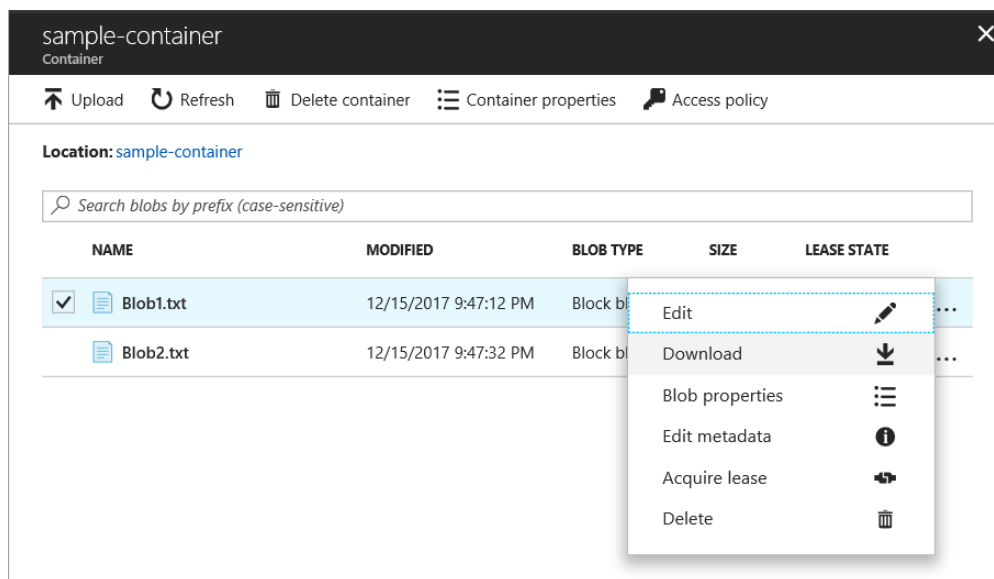 sample-container
Container
Upload Refresh Delete container Container properties Access policy
Location: sample-container
Search blobs by prefix (case-sensitive)
NAME MODIFIED BLOB TYPE SIZE LEASE STATE
Blob1.txt 12/15/2017 9:47:12 PM Block bl ...
Edit
Blob2.txt 12/15/2017 9:47:32 PM Block bl ...
Download
Blob properties
Edit metadata
Acquire lease
Delete